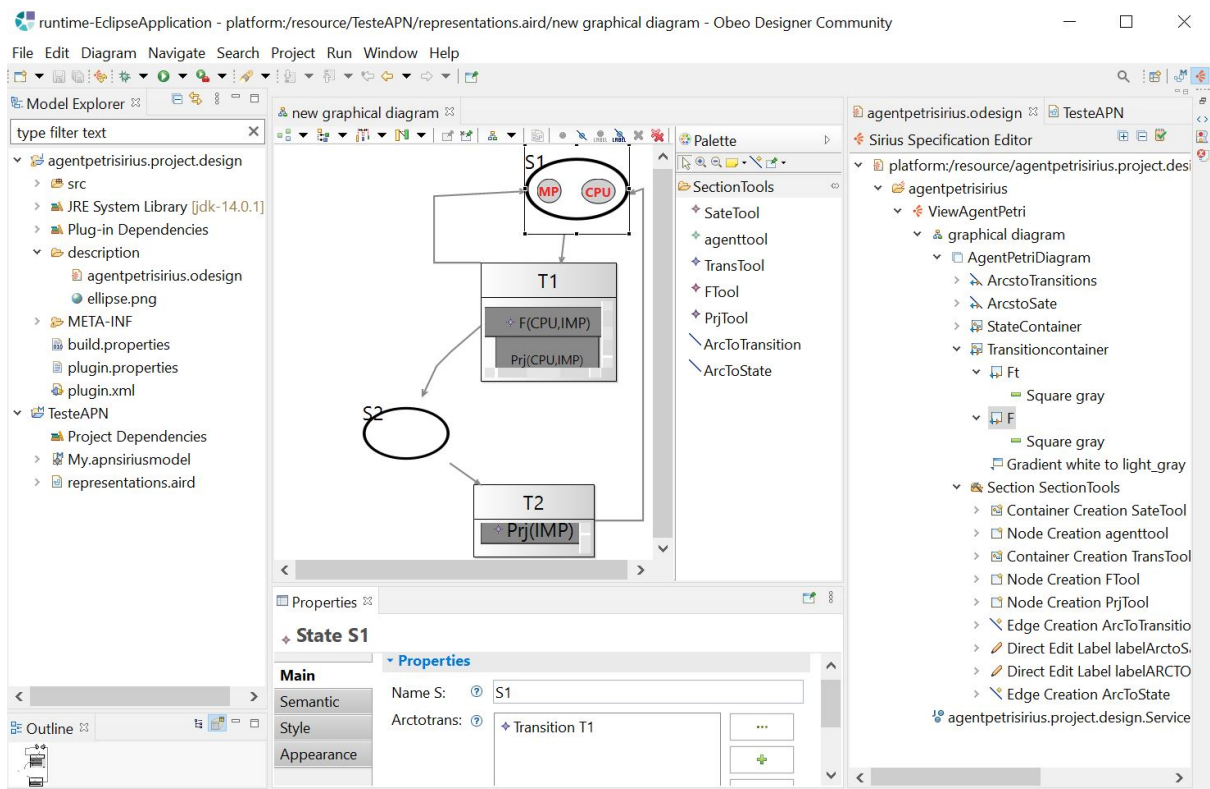 runtime-EclipseApplication - platform:/resource/TesteAPN/representations.aird/new graphical diagram - Obeo Designer Community
File Edit Diagram Navigate Search Project Run Window Help
Model Explorer
type filter text
agentpetrisirius.project.design
src
JRE System Library [jdk-14.0.1]
Plug-in Dependencies
description
agentpetrisirius.odesign
ellipse.png
META-INF
build.properties
plugin.properties
plugin.xml
TesteAPN
Project Dependencies
My.apnsiriusmodel
representations.aird
Outline
new graphical diagram
S1
MP CPU
T1
F(CPU,IMP)
Prj(CPU,IMP)
S2
T2
Prj(IMP)
Palette
SectionTools
SateTool
agenttool
TransTool
FTool
PrjTool
ArcToTransition
ArcToState
Properties
State S1
Main
Semantic
Style
Appearance
Properties
Name S: S1
Arctotrans: Transition T1
agentpetrisirius.odesign TesteAPN
Sirius Specification Editor
platform:/resource/agentpetrisirius.project.desi
agentpetrisirius
ViewAgentPetri
graphical diagram
AgentPetriDiagram
ArcstoTransitions
ArcstoSate
StateContainer
Transitioncontainer
Ft
Square gray
F
Square gray
Gradient white to light_gray
Section SectionTools
Container Creation SateTool
Node Creation agenttool
Container Creation TransTool
Node Creation FTool
Node Creation PrjTool
Edge Creation ArcToTransitio
Direct Edit Label labelArctoS
Direct Edit Label labelARCTO
Edge Creation ArcToState
agentpetrisirius.project.design.Service